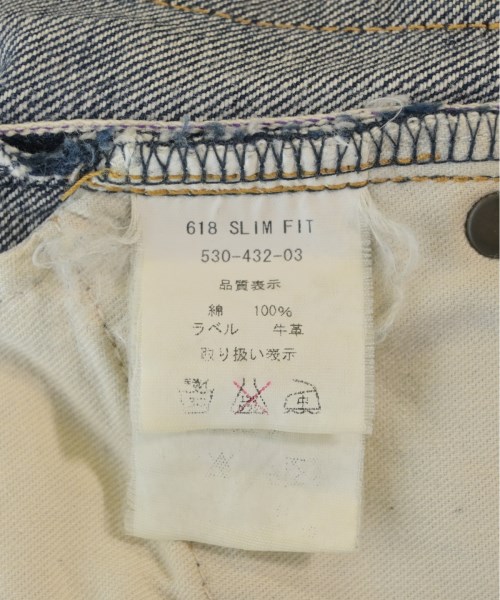 618 SLIM FIT
530-432-03
品質表示
綿 100%
ラベル 牛革
取り扱い表示
中